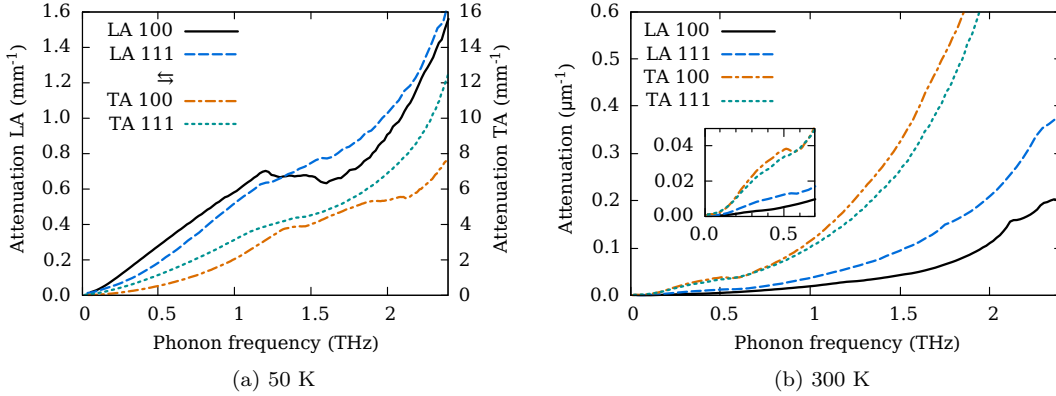 1.6
1.4
1.2
1.0
0.8
0.6
0.4
0.2
0.0
Attenuation LA (mm⁻¹)
LA 100
LA 111
⇆
TA 100
TA 111
16
14
12
10
8
6
4
2
0
Attenuation TA (mm⁻¹)
0 0.5 1 1.5 2
Phonon frequency (THz)
(a) 50 K
0.6
0.5
0.4
0.3
0.2
0.1
0.0
Attenuation (µm⁻¹)
LA 100
LA 111
TA 100
TA 111
0.04
0.02
0.00
0.0 0.5
0 0.5 1 1.5 2
Phonon frequency (THz)
(b) 300 K